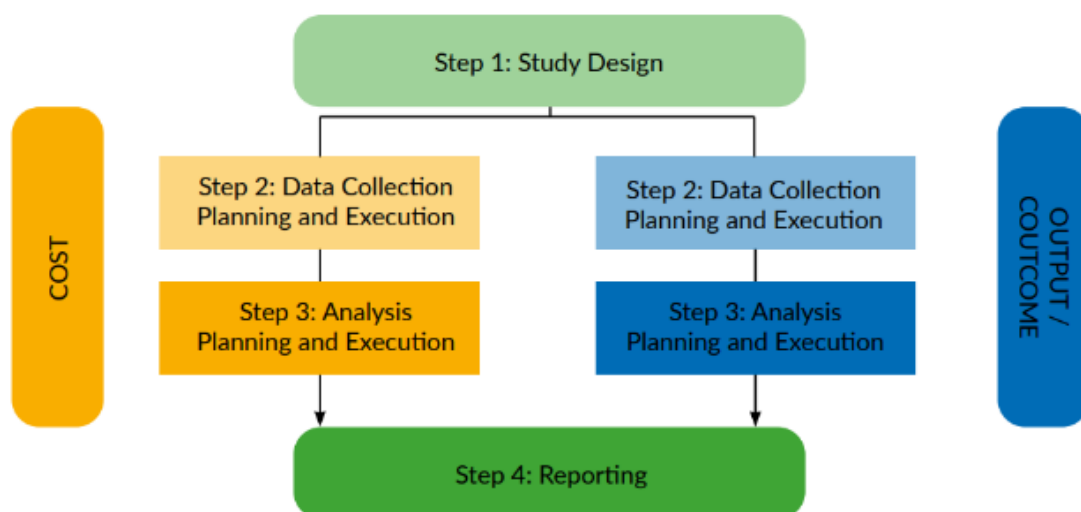 Step 1: Study Design
COST
Step 2: Data Collection
Planning and Execution
Step 2: Data Collection
Planning and Execution
OUTPUT /
COUTCOME
Step 3: Analysis
Planning and Execution
Step 3: Analysis
Planning and Execution
Step 4: Reporting